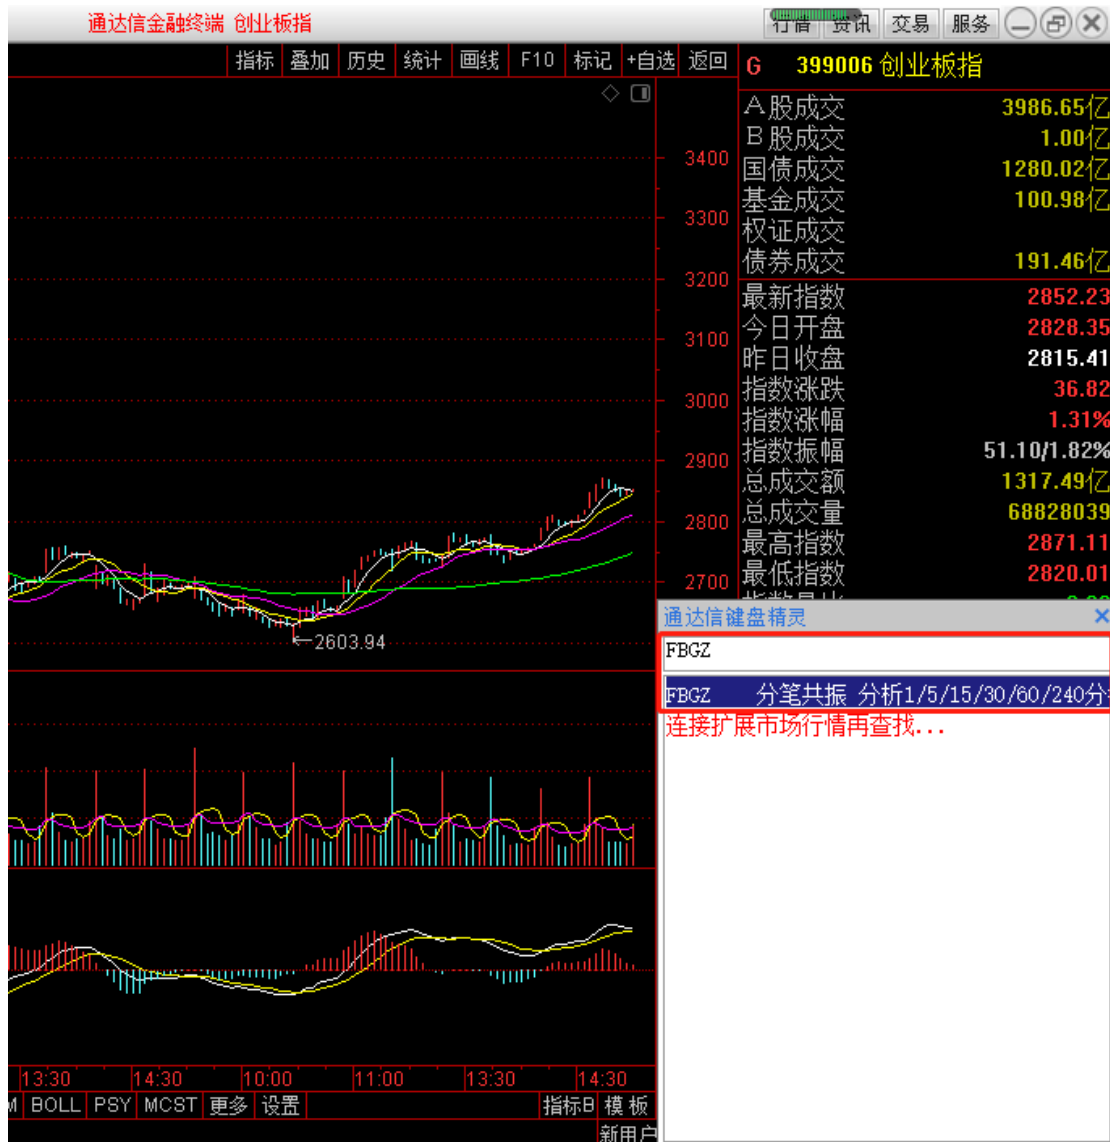 通达信金融终端 创业板指
行情 资讯 交易 服务
指标 叠加 历史 统计 画线 F10 标记 +自选 返回
G 399006 创业板指
A股成交 3986.65亿
B股成交 1.00亿
国债成交 1280.02亿
基金成交 100.98亿
权证成交
债券成交 191.46亿
最新指数 2852.23
今日开盘 2828.35
昨日收盘 2815.41
指数涨跌 36.82
指数涨幅 1.31%
指数振幅 51.10/1.82%
总成交额 1317.49亿
总成交量 68828039
最高指数 2871.11
最低指数 2820.01
3400
3300
3200
3100
3000
2900
2800
2700
2603.94
通达信键盘精灵
FBGZ
FBGZ 分笔共振 分析1/5/15/30/60/240分
连接扩展市场行情再查找...
13:30 14:30 10:00 11:00 13:30 14:30
M BOLL PSY MCST 更多 设置 指标B 模板
新用户